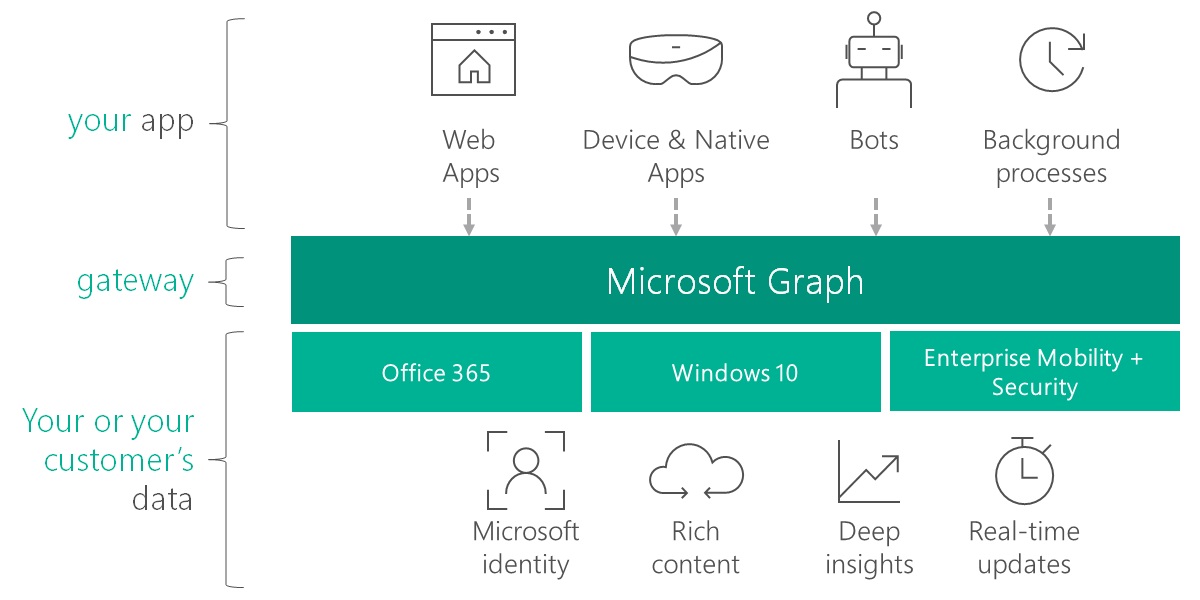 your app
Web
Apps
Device & Native
Apps
Bots
Background
processes
gateway
Microsoft Graph
Office 365
Windows 10
Enterprise Mobility +
Security
Your or your
customer’s
data
Microsoft
identity
Rich
content
Deep
insights
Real-time
updates